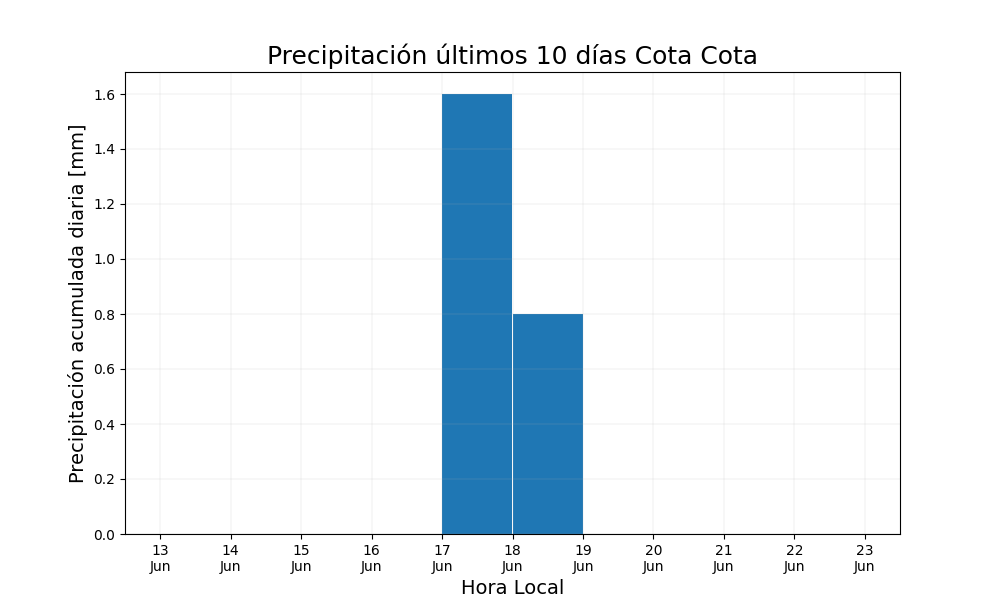 Precipitación últimos 10 días Cota Cota
Precipitación acumulada diaria [mm]
1.6
1.4
1.2
1.0
0.8
0.6
0.4
0.2
0.0
13 14 15 16 17 18 19 20 21 22 23
Jun Jun Jun Jun Jun Jun Jun Jun Jun Jun Jun
Hora Local